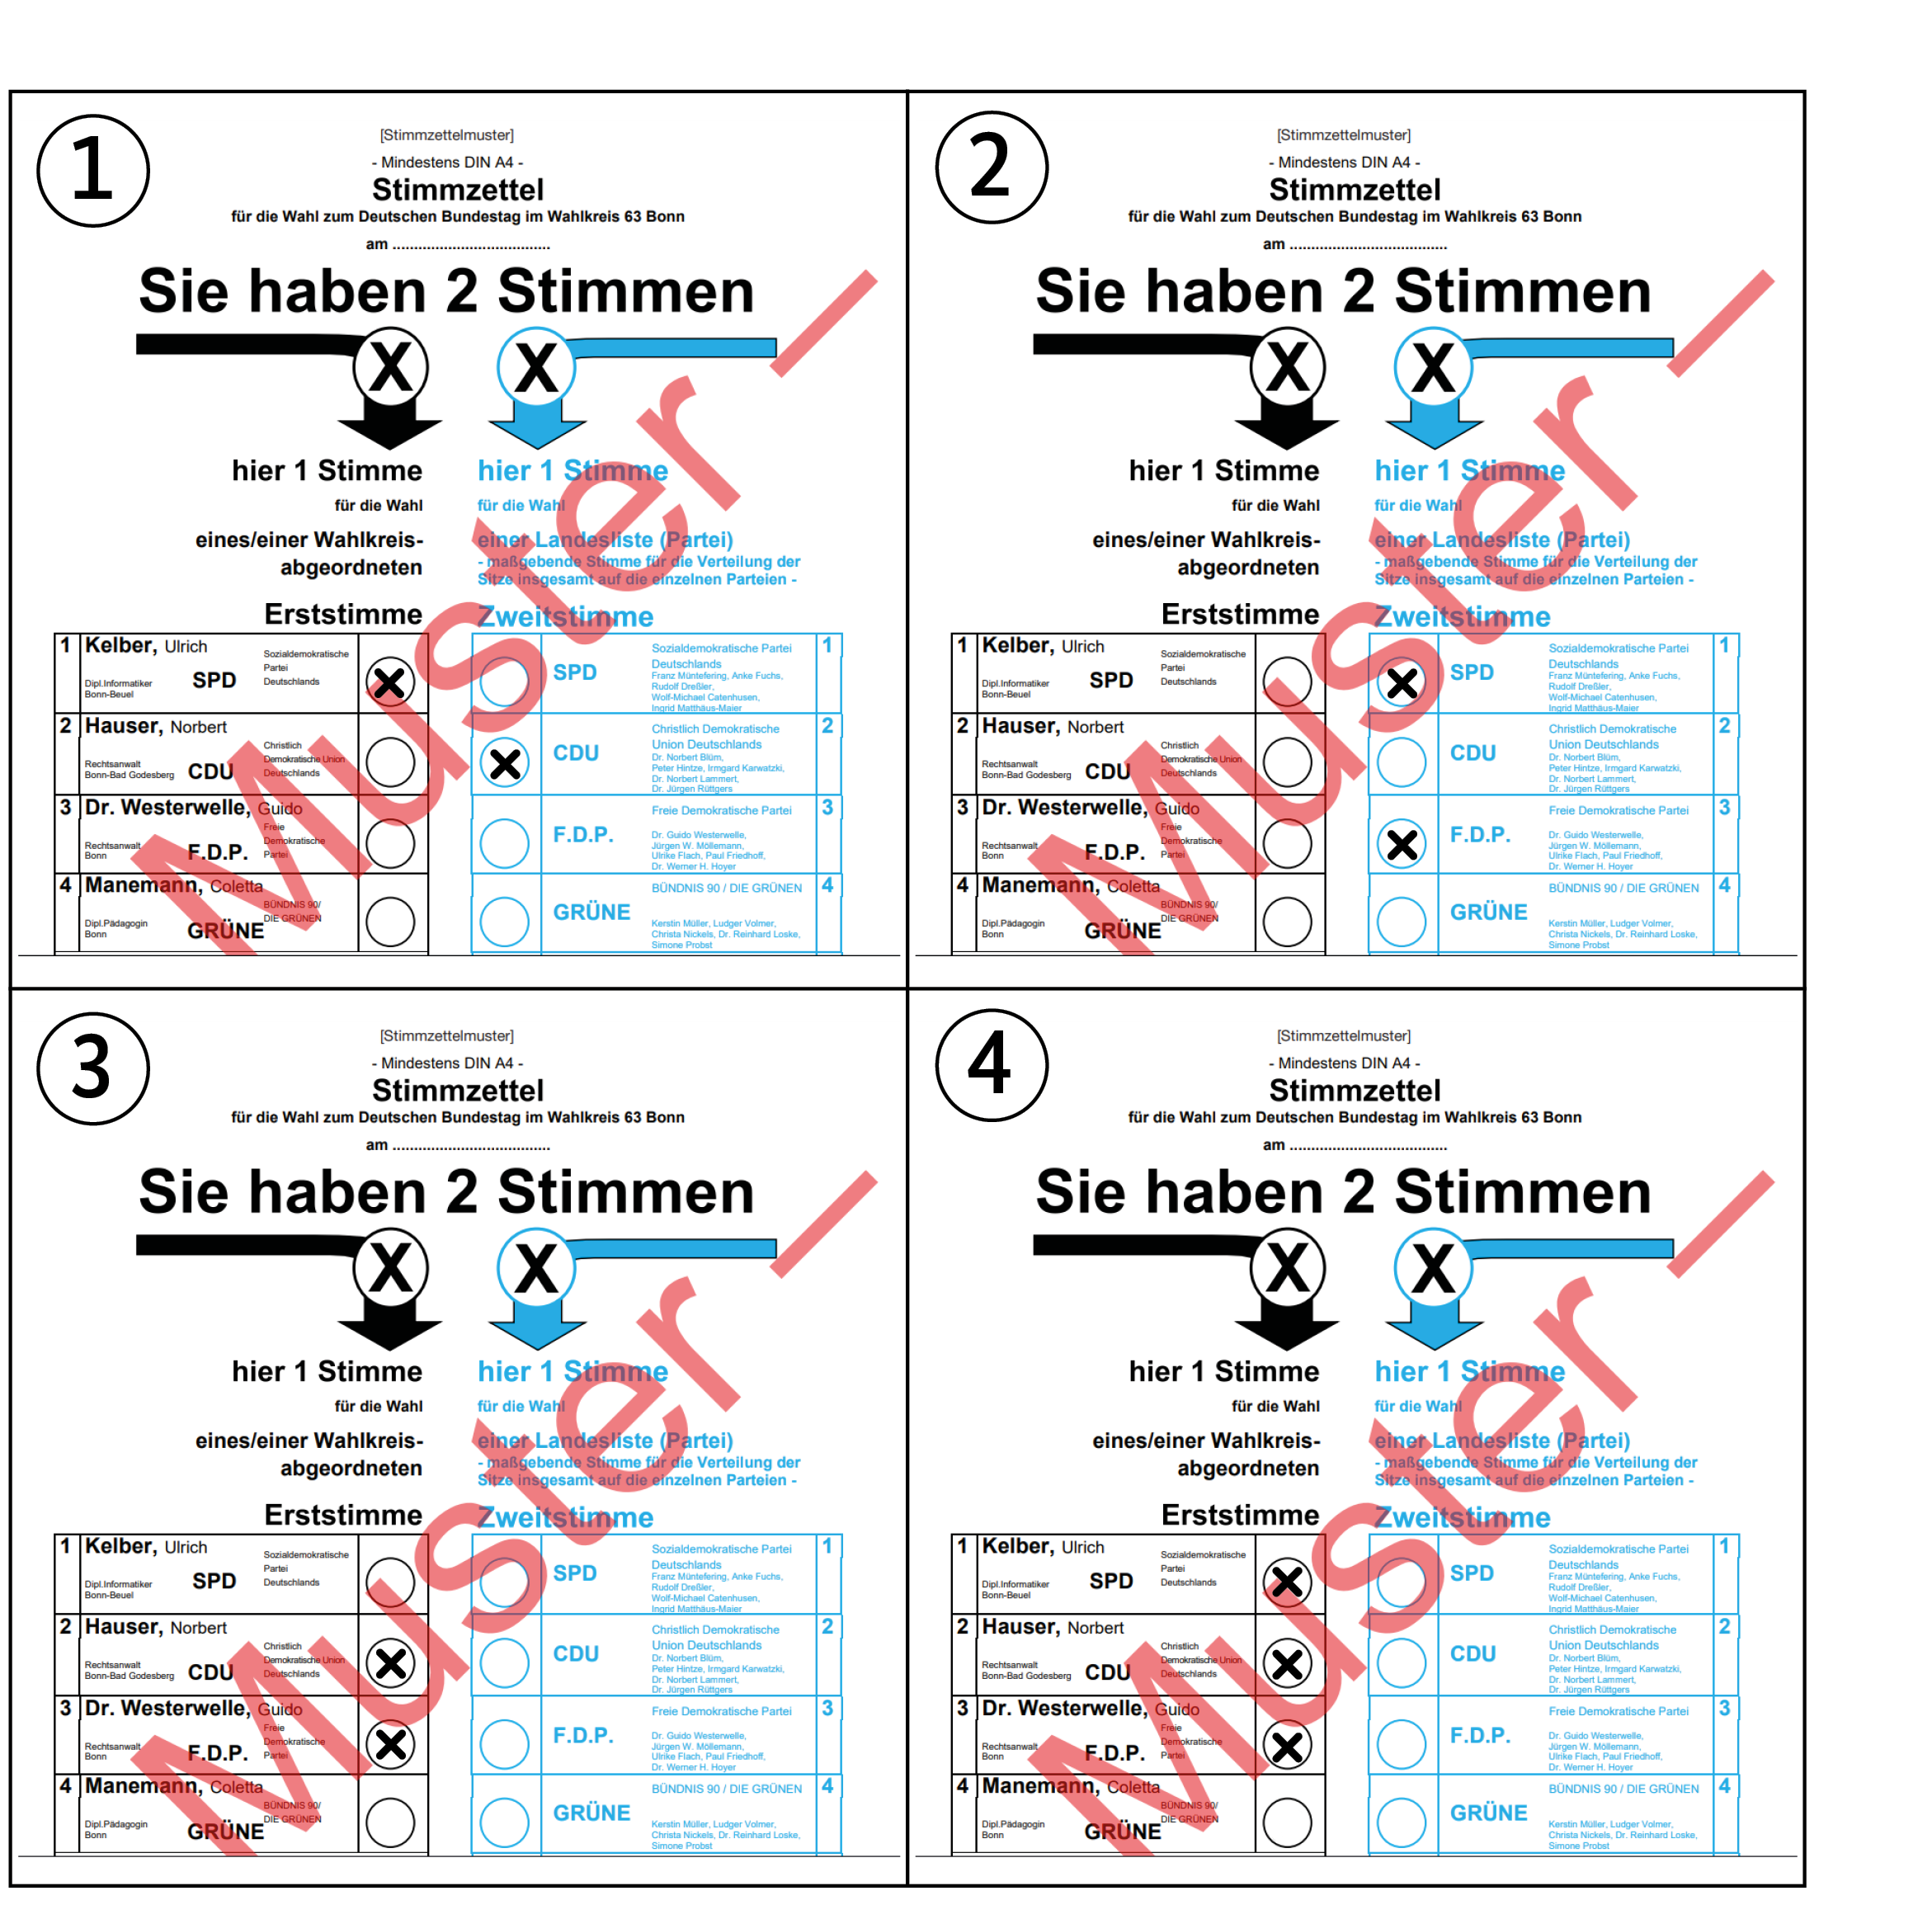 1
[Stimmzettelmuster]
- Mindestens DIN A4 -
Stimmzettel
für die Wahl zum Deutschen Bundestag im Wahlkreis 63 Bonn
am .....................................
Sie haben 2 Stimmen
X X
hier 1 Stimme
für die Wahl
eines/einer Wahlkreis-
abgeordneten
Erststimme
hier 1 Stimme
für die Wahl
einer Landesliste (Partei)
- maßgebende Stimme für die Verteilung der
Sitze insgesamt auf die einzelnen Parteien -
Zweitstimme
1 Kelber, Ulrich
Dipl.Informatiker
Bonn-Beuel
SPD
Sozialdemokratische
Partei
Deutschlands
2 Hauser, Norbert
Rechtsanwalt
Bonn-Bad Godesberg
CDU
Christlich
Demokratische Union
Deutschlands
3 Dr. Westerwelle, Guido
Rechtsanwalt
Bonn
F.D.P.
Freie
Demokratische
Partei
4 Manemann, Coletta
Dipl.Pädagogin
Bonn
GRÜNE
BÜNDNIS 90/
DIE GRÜNEN
SPD
Sozialdemokratische Partei 1
Deutschlands
Franz Müntefering, Anke Fuchs,
Rudolf Dreßler,
Wolf-Michael Catenhusen,
Ingrid Matthäus-Maier
CDU
Christlich Demokratische 2
Union Deutschlands
Dr. Norbert Blüm,
Peter Hintze, Irmgard Karwatzki,
Dr. Norbert Lammert,
Dr. Jürgen Rüttgers
F.D.P.
Freie Demokratische Partei 3
Dr. Guido Westerwelle,
Jürgen W. Möllemann,
Ulrike Flach, Paul Friedhoff,
Dr. Werner H. Hoyer
GRÜNE
BÜNDNIS 90 / DIE GRÜNEN 4
Kerstin Müller, Ludger Volmer,
Christa Nickels, Dr. Reinhard Loske,
Simone Probst
Muster –
2
[Stimmzettelmuster]
- Mindestens DIN A4 -
Stimmzettel
für die Wahl zum Deutschen Bundestag im Wahlkreis 63 Bonn
am .....................................
Sie haben 2 Stimmen
X X
hier 1 Stimme
für die Wahl
eines/einer Wahlkreis-
abgeordneten
Erststimme
hier 1 Stimme
für die Wahl
einer Landesliste (Partei)
- maßgebende Stimme für die Verteilung der
Sitze insgesamt auf die einzelnen Parteien -
Zweitstimme
1 Kelber, Ulrich
Dipl.Informatiker
Bonn-Beuel
SPD
Sozialdemokratische
Partei
Deutschlands
2 Hauser, Norbert
Rechtsanwalt
Bonn-Bad Godesberg
CDU
Christlich
Demokratische Union
Deutschlands
3 Dr. Westerwelle, Guido
Rechtsanwalt
Bonn
F.D.P.
Freie
Demokratische
Partei
4 Manemann, Coletta
Dipl.Pädagogin
Bonn
GRÜNE
BÜNDNIS 90/
DIE GRÜNEN
SPD
Sozialdemokratische Partei 1
Deutschlands
Franz Müntefering, Anke Fuchs,
Rudolf Dreßler,
Wolf-Michael Catenhusen,
Ingrid Matthäus-Maier
CDU
Christlich Demokratische 2
Union Deutschlands
Dr. Norbert Blüm,
Peter Hintze, Irmgard Karwatzki,
Dr. Norbert Lammert,
Dr. Jürgen Rüttgers
F.D.P.
Freie Demokratische Partei 3
Dr. Guido Westerwelle,
Jürgen W. Möllemann,
Ulrike Flach, Paul Friedhoff,
Dr. Werner H. Hoyer
GRÜNE
BÜNDNIS 90 / DIE GRÜNEN 4
Kerstin Müller, Ludger Volmer,
Christa Nickels, Dr. Reinhard Loske,
Simone Probst
Muster –
3
[Stimmzettelmuster]
- Mindestens DIN A4 -
Stimmzettel
für die Wahl zum Deutschen Bundestag im Wahlkreis 63 Bonn
am .....................................
Sie haben 2 Stimmen
X X
hier 1 Stimme
für die Wahl
eines/einer Wahlkreis-
abgeordneten
Erststimme
hier 1 Stimme
für die Wahl
einer Landesliste (Partei)
- maßgebende Stimme für die Verteilung der
Sitze insgesamt auf die einzelnen Parteien -
Zweitstimme
1 Kelber, Ulrich
Dipl.Informatiker
Bonn-Beuel
SPD
Sozialdemokratische
Partei
Deutschlands
2 Hauser, Norbert
Rechtsanwalt
Bonn-Bad Godesberg
CDU
Christlich
Demokratische Union
Deutschlands
3 Dr. Westerwelle, Guido
Rechtsanwalt
Bonn
F.D.P.
Freie
Demokratische
Partei
4 Manemann, Coletta
Dipl.Pädagogin
Bonn
GRÜNE
BÜNDNIS 90/
DIE GRÜNEN
SPD
Sozialdemokratische Partei 1
Deutschlands
Franz Müntefering, Anke Fuchs,
Rudolf Dreßler,
Wolf-Michael Catenhusen,
Ingrid Matthäus-Maier
CDU
Christlich Demokratische 2
Union Deutschlands
Dr. Norbert Blüm,
Peter Hintze, Irmgard Karwatzki,
Dr. Norbert Lammert,
Dr. Jürgen Rüttgers
F.D.P.
Freie Demokratische Partei 3
Dr. Guido Westerwelle,
Jürgen W. Möllemann,
Ulrike Flach, Paul Friedhoff,
Dr. Werner H. Hoyer
GRÜNE
BÜNDNIS 90 / DIE GRÜNEN 4
Kerstin Müller, Ludger Volmer,
Christa Nickels, Dr. Reinhard Loske,
Simone Probst
Muster –
4
[Stimmzettelmuster]
- Mindestens DIN A4 -
Stimmzettel
für die Wahl zum Deutschen Bundestag im Wahlkreis 63 Bonn
am .....................................
Sie haben 2 Stimmen
X X
hier 1 Stimme
für die Wahl
eines/einer Wahlkreis-
abgeordneten
Erststimme
hier 1 Stimme
für die Wahl
einer Landesliste (Partei)
- maßgebende Stimme für die Verteilung der
Sitze insgesamt auf die einzelnen Parteien -
Zweitstimme
1 Kelber, Ulrich
Dipl.Informatiker
Bonn-Beuel
SPD
Sozialdemokratische
Partei
Deutschlands
2 Hauser, Norbert
Rechtsanwalt
Bonn-Bad Godesberg
CDU
Christlich
Demokratische Union
Deutschlands
3 Dr. Westerwelle, Guido
Rechtsanwalt
Bonn
F.D.P.
Freie
Demokratische
Partei
4 Manemann, Coletta
Dipl.Pädagogin
Bonn
GRÜNE
BÜNDNIS 90/
DIE GRÜNEN
SPD
Sozialdemokratische Partei 1
Deutschlands
Franz Müntefering, Anke Fuchs,
Rudolf Dreßler,
Wolf-Michael Catenhusen,
Ingrid Matthäus-Maier
CDU
Christlich Demokratische 2
Union Deutschlands
Dr. Norbert Blüm,
Peter Hintze, Irmgard Karwatzki,
Dr. Norbert Lammert,
Dr. Jürgen Rüttgers
F.D.P.
Freie Demokratische Partei 3
Dr. Guido Westerwelle,
Jürgen W. Möllemann,
Ulrike Flach, Paul Friedhoff,
Dr. Werner H. Hoyer
GRÜNE
BÜNDNIS 90 / DIE GRÜNEN 4
Kerstin Müller, Ludger Volmer,
Christa Nickels, Dr. Reinhard Loske,
Simone Probst
Muster –